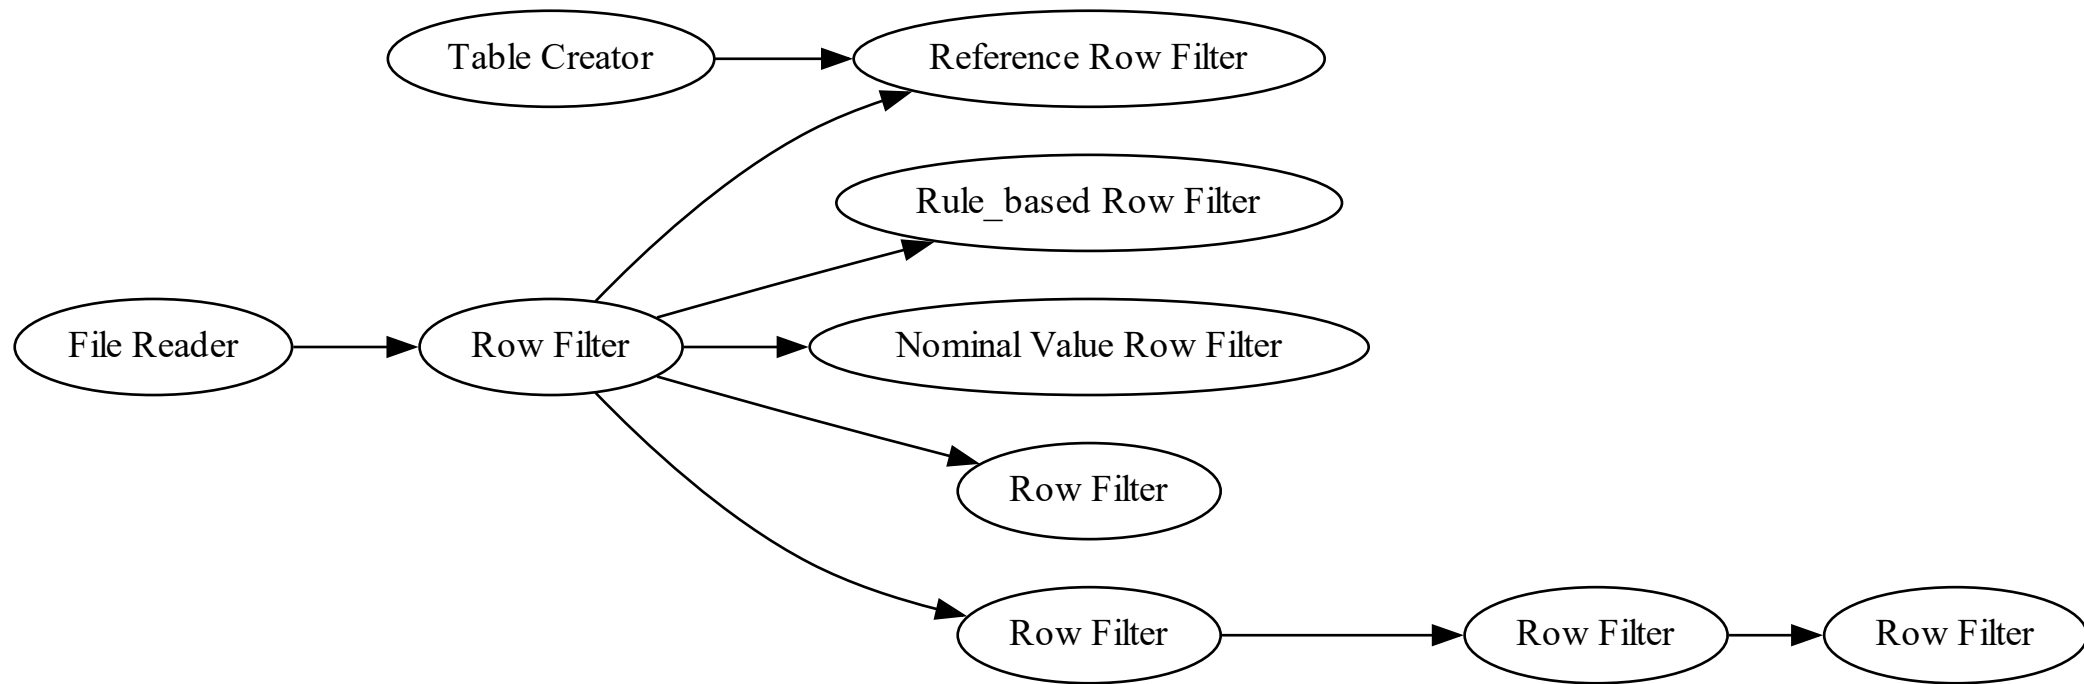 Table Creator
Reference Row Filter
Rule_based Row Filter
File Reader
Row Filter
Nominal Value Row Filter
Row Filter
Row Filter
Row Filter
Row Filter